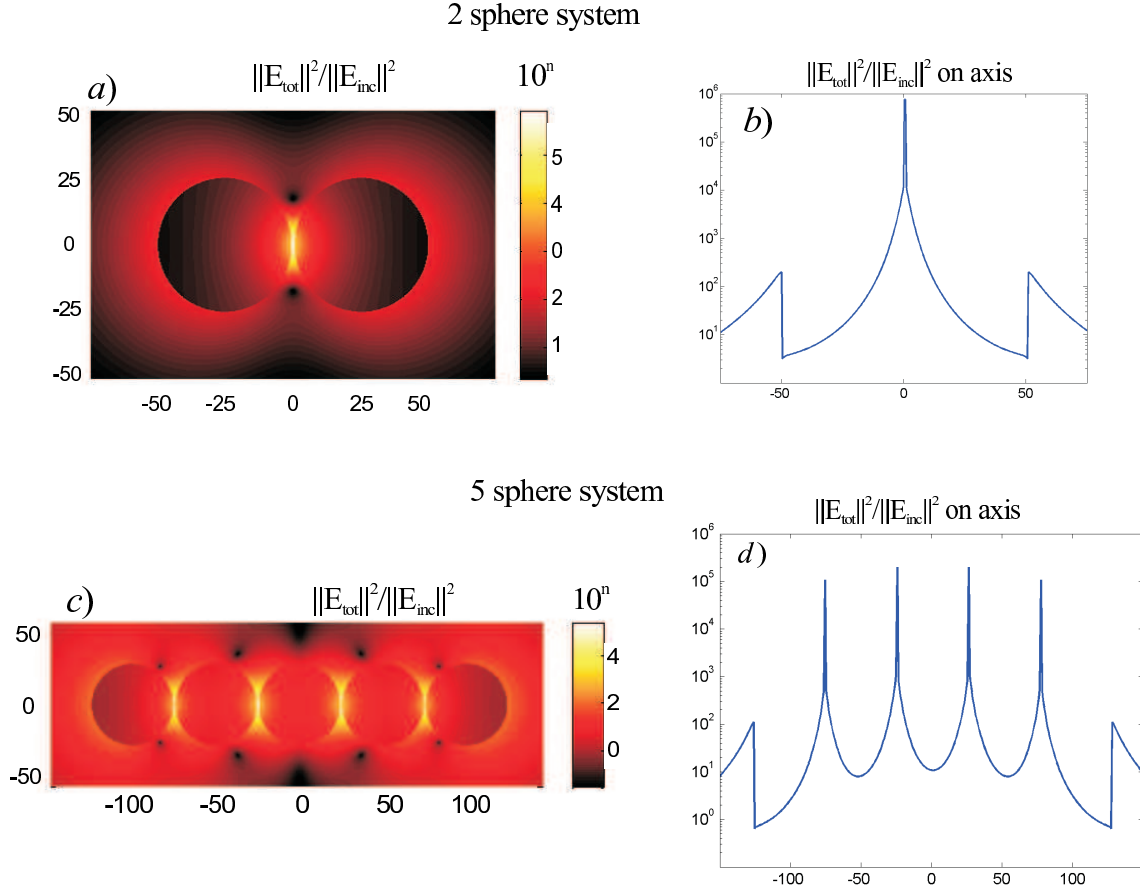 2 sphere system
a) ||E_tot||²/||E_inc||² 10ⁿ
50
25
0
-25
-50
-50 -25 0 25 50
5
4
0
2
1
||E_tot||²/||E_inc||² on axis
b)
10⁶
10⁵
10⁴
10³
10²
10¹
-50 0 50
5 sphere system
c) ||E_tot||²/||E_inc||² 10ⁿ
50
0
-50
-100 -50 0 50 100
4
2
0
||E_tot||²/||E_inc||² on axis
d)
10⁶
10⁵
10⁴
10³
10²
10¹
10⁰
-100 -50 0 50 100